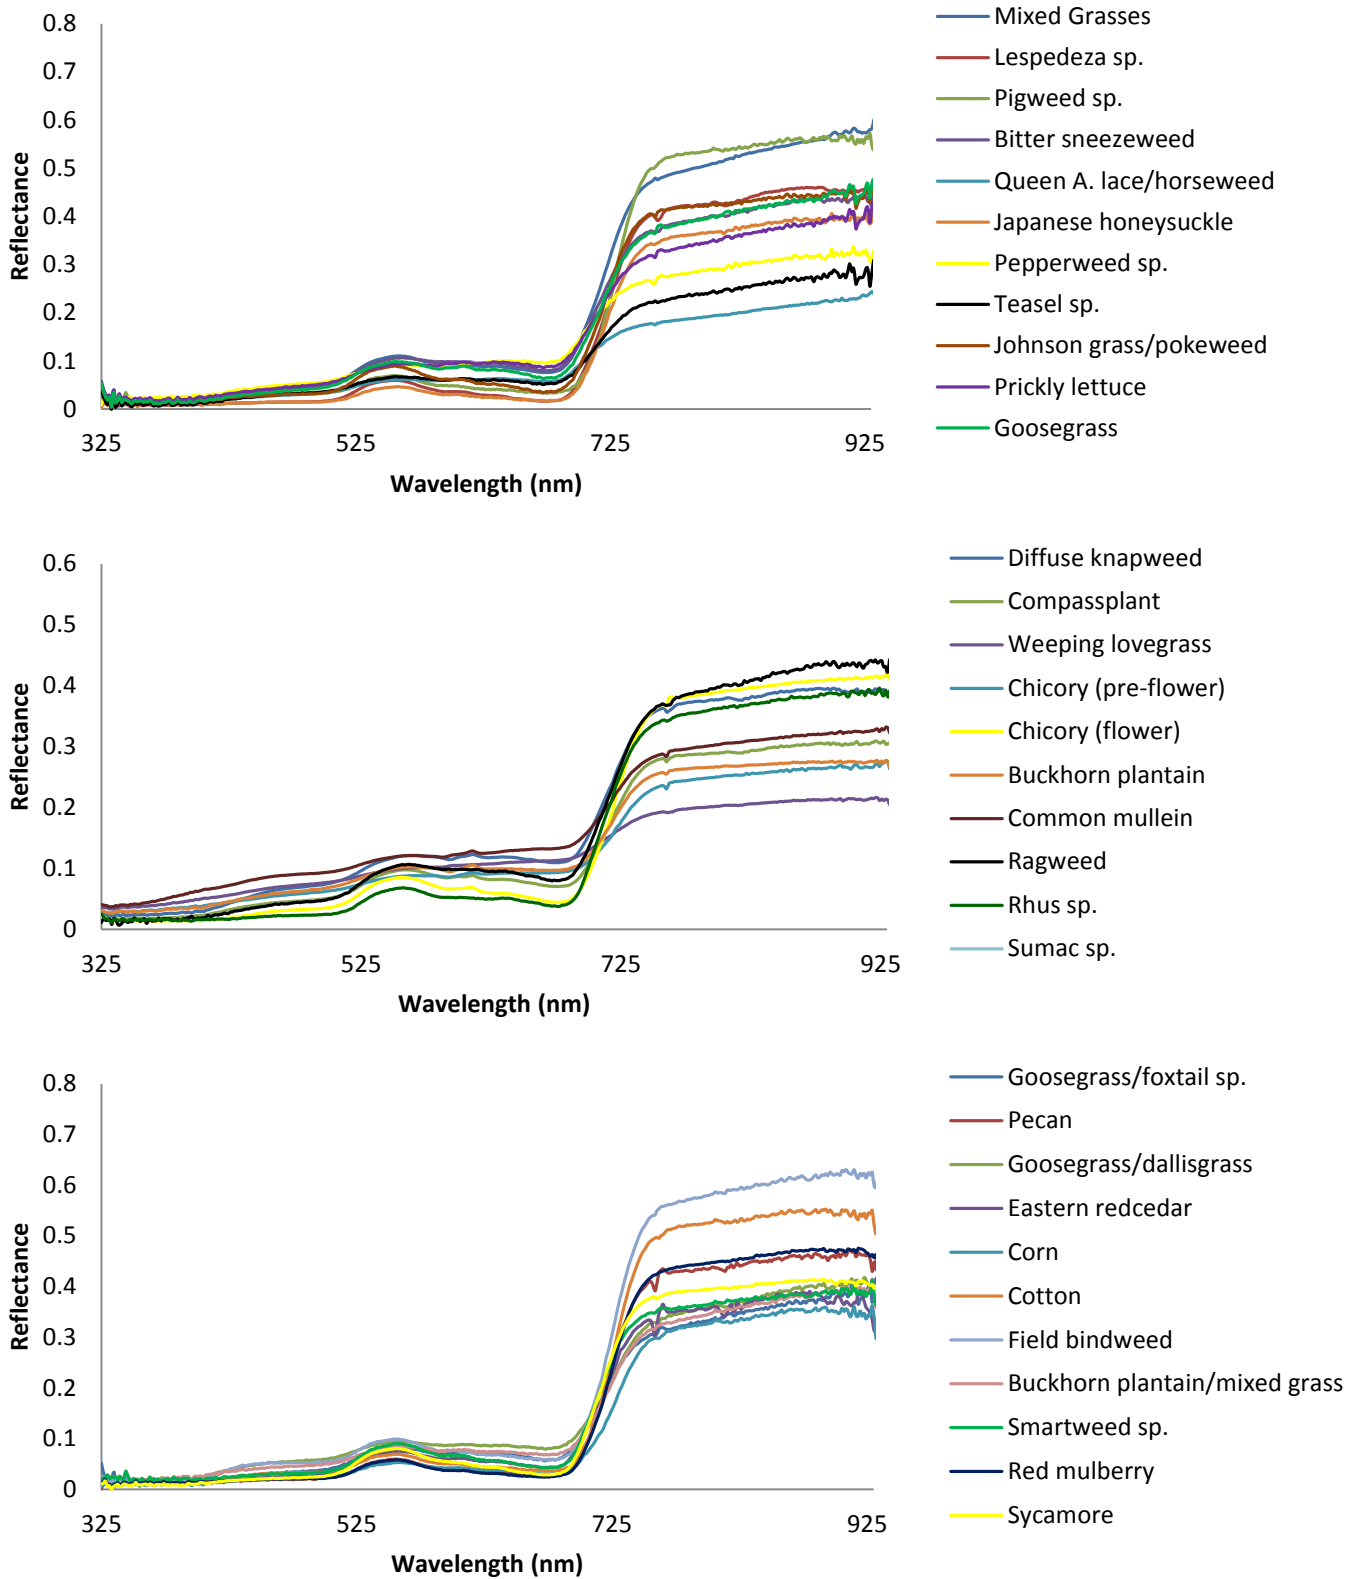 0.8
0.7
0.6
0.5
0.4
0.3
0.2
0.1
0
Reflectance
325
525
725
925
Wavelength (nm)
Mixed Grasses
Lespedeza sp.
Pigweed sp.
Bitter sneezeweed
Queen A. lace/horseweed
Japanese honeysuckle
Pepperweed sp.
Teasel sp.
Johnson grass/pokeweed
Prickly lettuce
Goosegrass
0.6
0.5
0.4
0.3
0.2
0.1
0
Reflectance
325
525
725
925
Wavelength (nm)
Diffuse knapweed
Compassplant
Weeping lovegrass
Chicory (pre-flower)
Chicory (flower)
Buckhorn plantain
Common mullein
Ragweed
Rhus sp.
Sumac sp.
0.8
0.7
0.6
0.5
0.4
0.3
0.2
0.1
0
Reflectance
325
525
725
925
Wavelength (nm)
Goosegrass/foxtail sp.
Pecan
Goosegrass/dallisgrass
Eastern redcedar
Corn
Cotton
Field bindweed
Buckhorn plantain/mixed grass
Smartweed sp.
Red mulberry
Sycamore